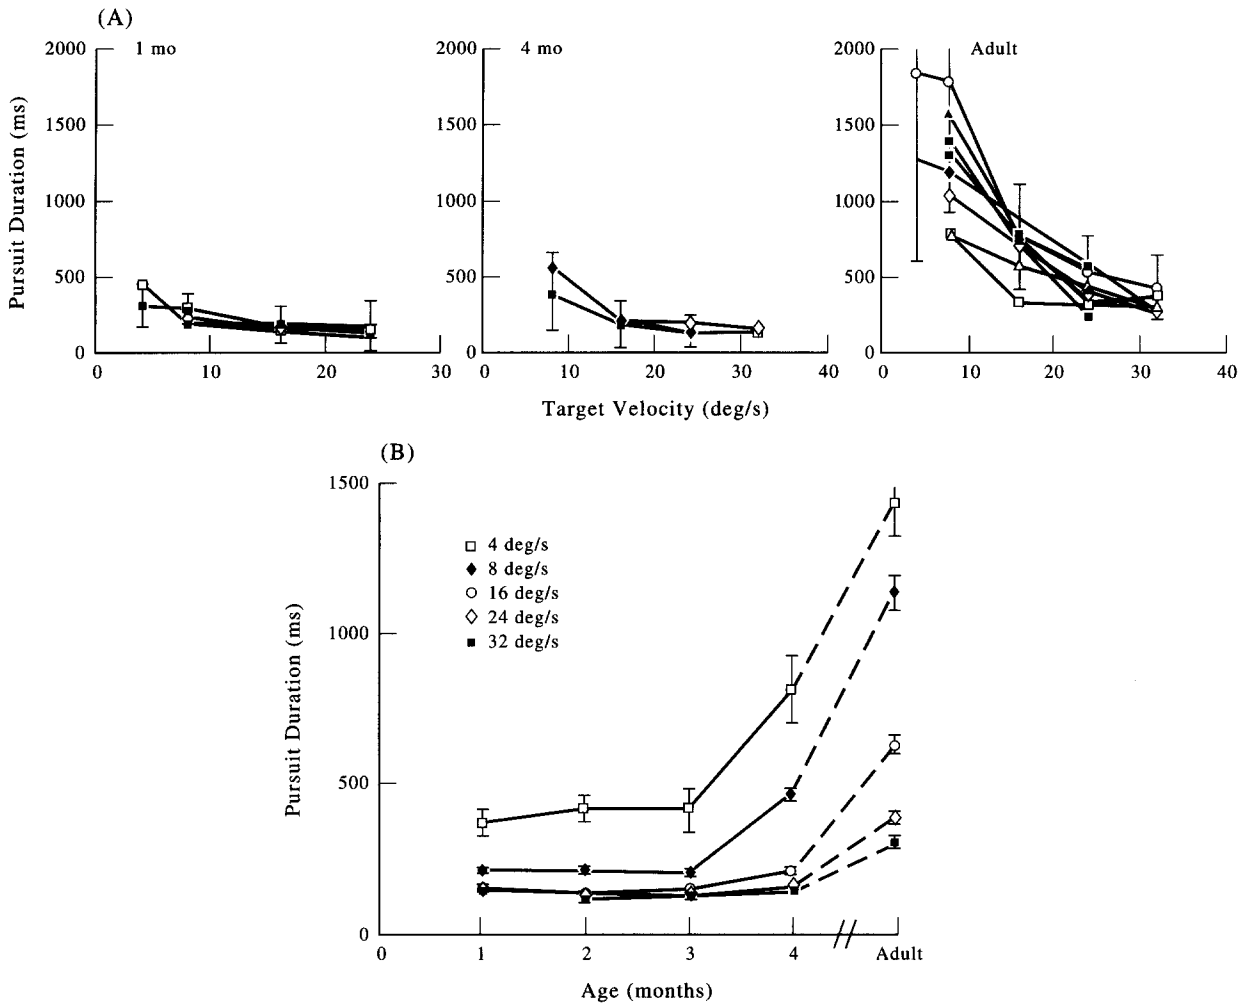 (A)
1 mo
4 mo
Adult
2000
1500
1000
500
0
2000
1500
1000
500
0
2000
1500
1000
500
0
Pursuit Duration (ms)
0 10 20 30
0 10 20 30 40
0 10 20 30 40
Target Velocity (deg/s)
(B)
1500
1000
500
0
Pursuit Duration (ms)
4 deg/s
8 deg/s
16 deg/s
24 deg/s
32 deg/s
0 1 2 3 4 Adult
Age (months)